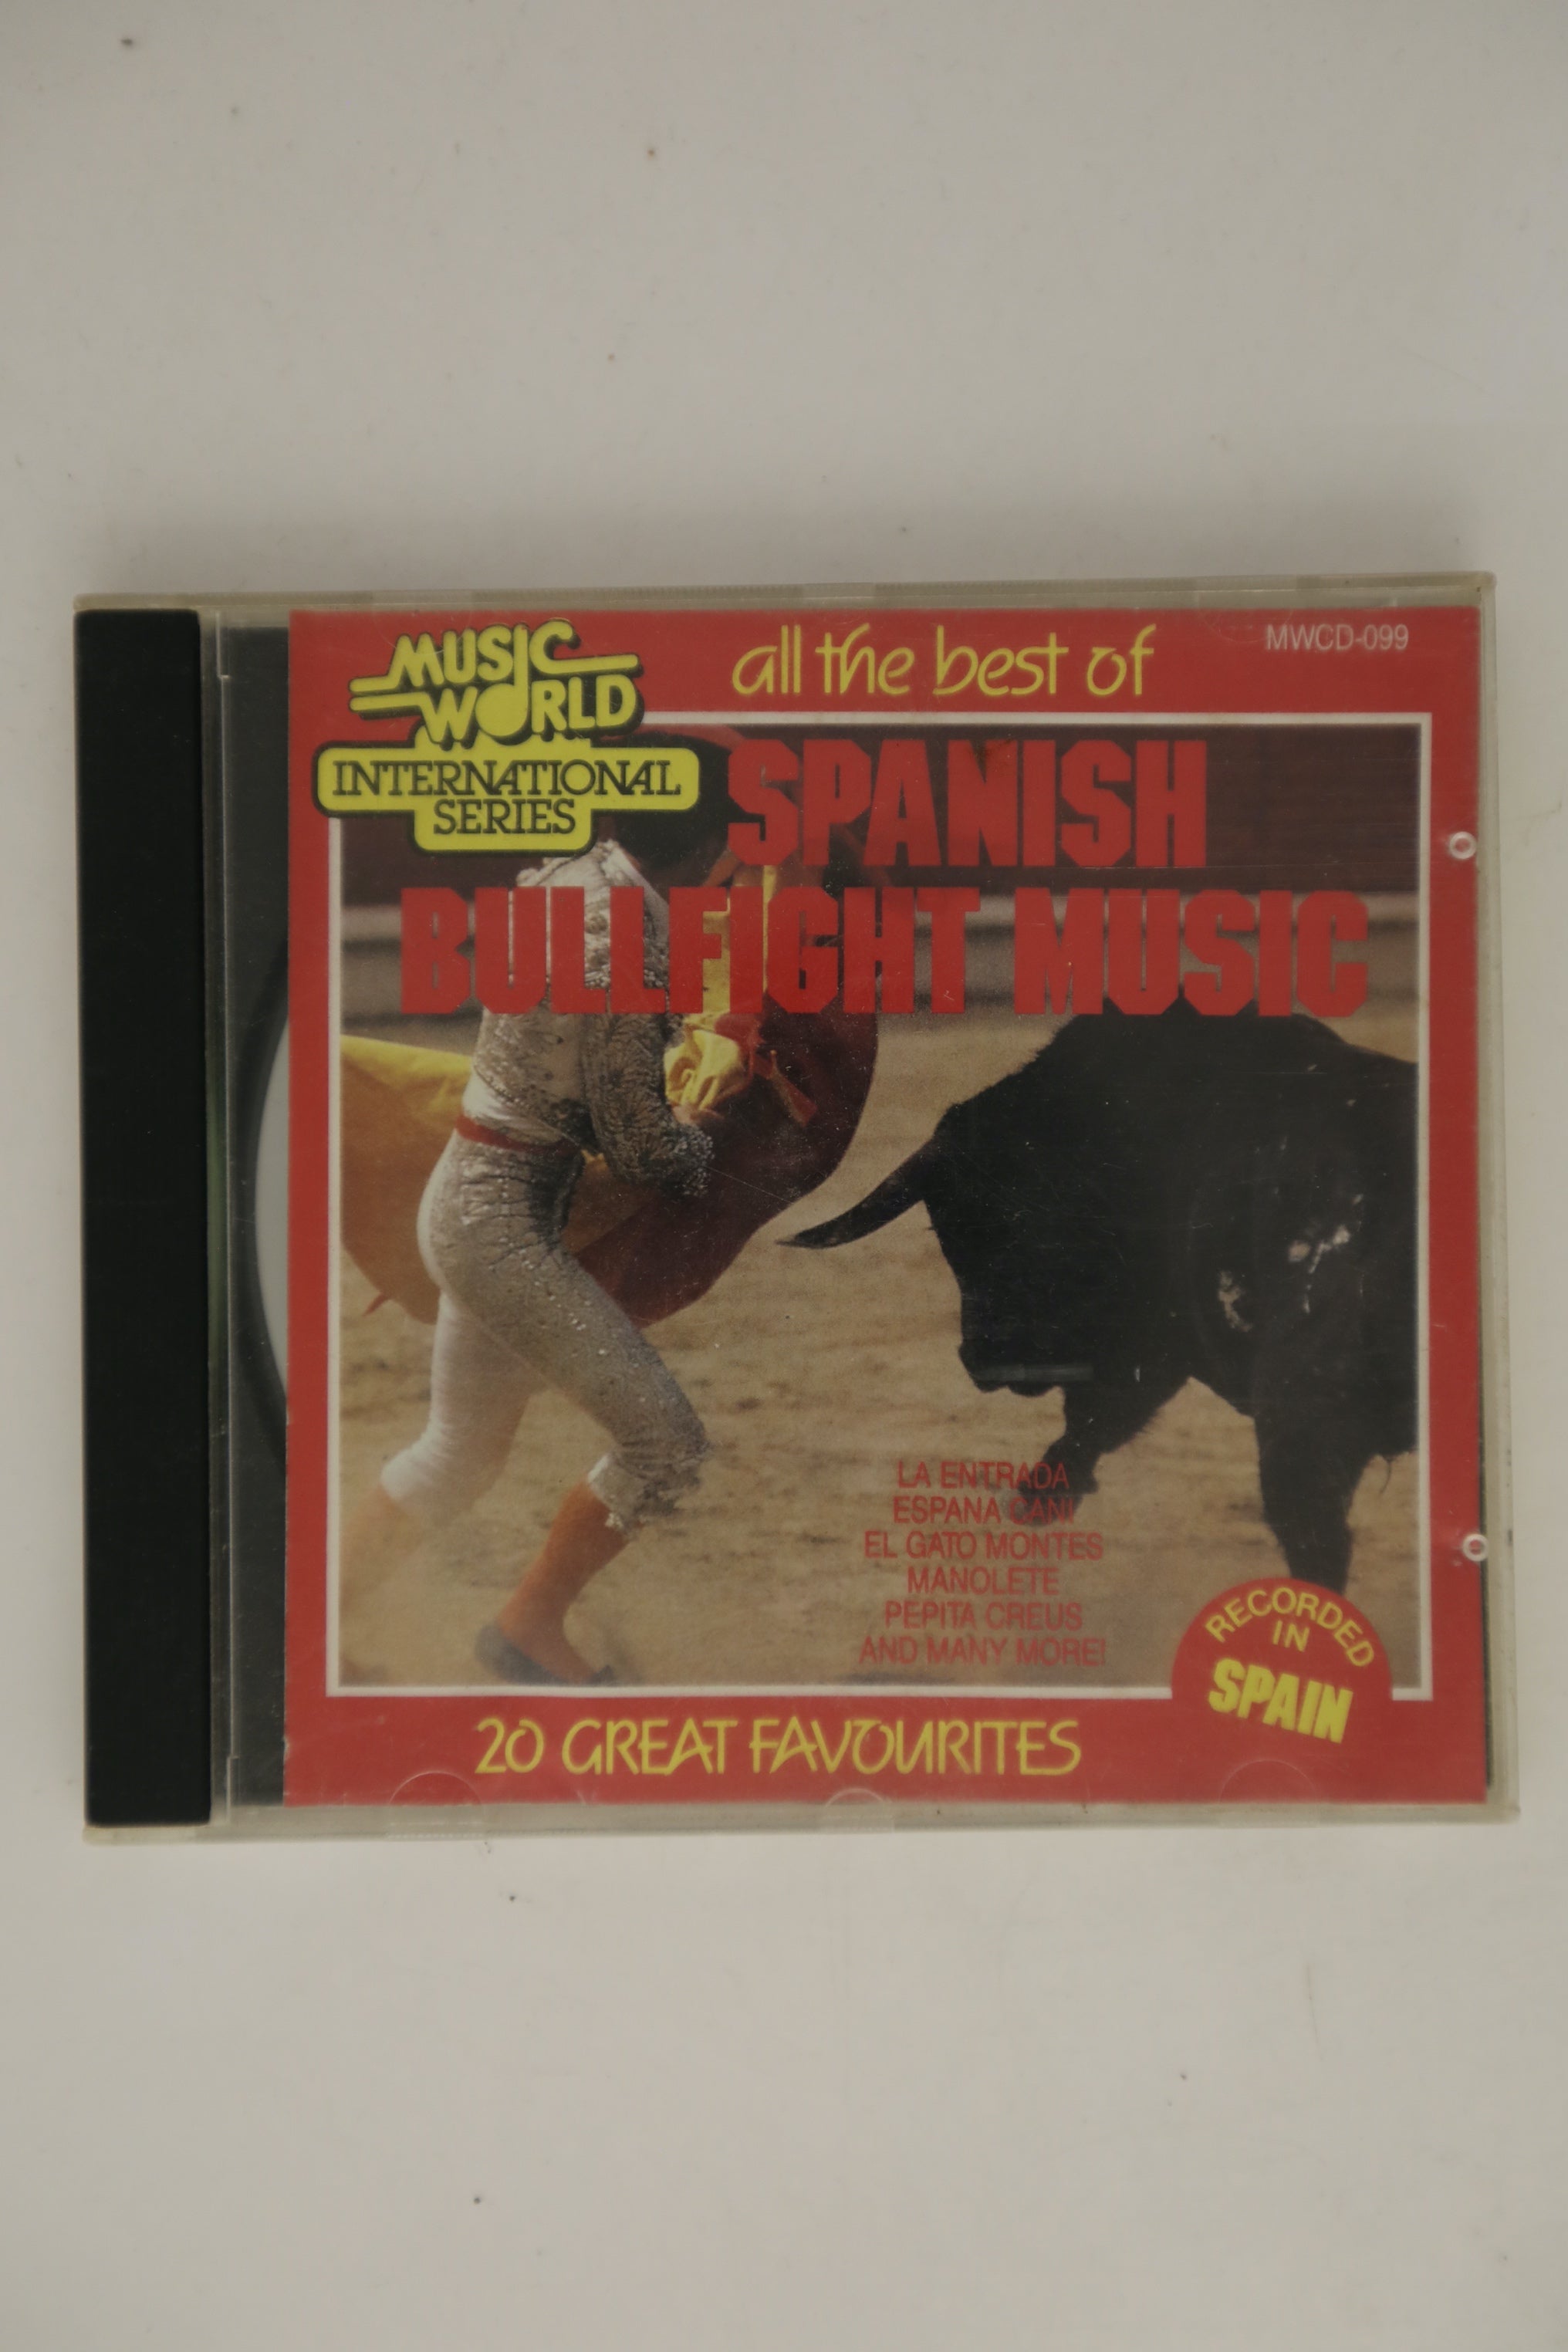 MUSIC
WORLD
INTERNATIONAL
SERIES
all the best of
MWCD-099
SPANISH
BULLFIGHT MUSIC
LA ENTRADA
ESPANA CANI
EL GATO MONTES
MANOLETE
PEPITA CREUS
AND MANY MORE!
RECORDED
IN
SPAIN
20 GREAT FAVOURITES